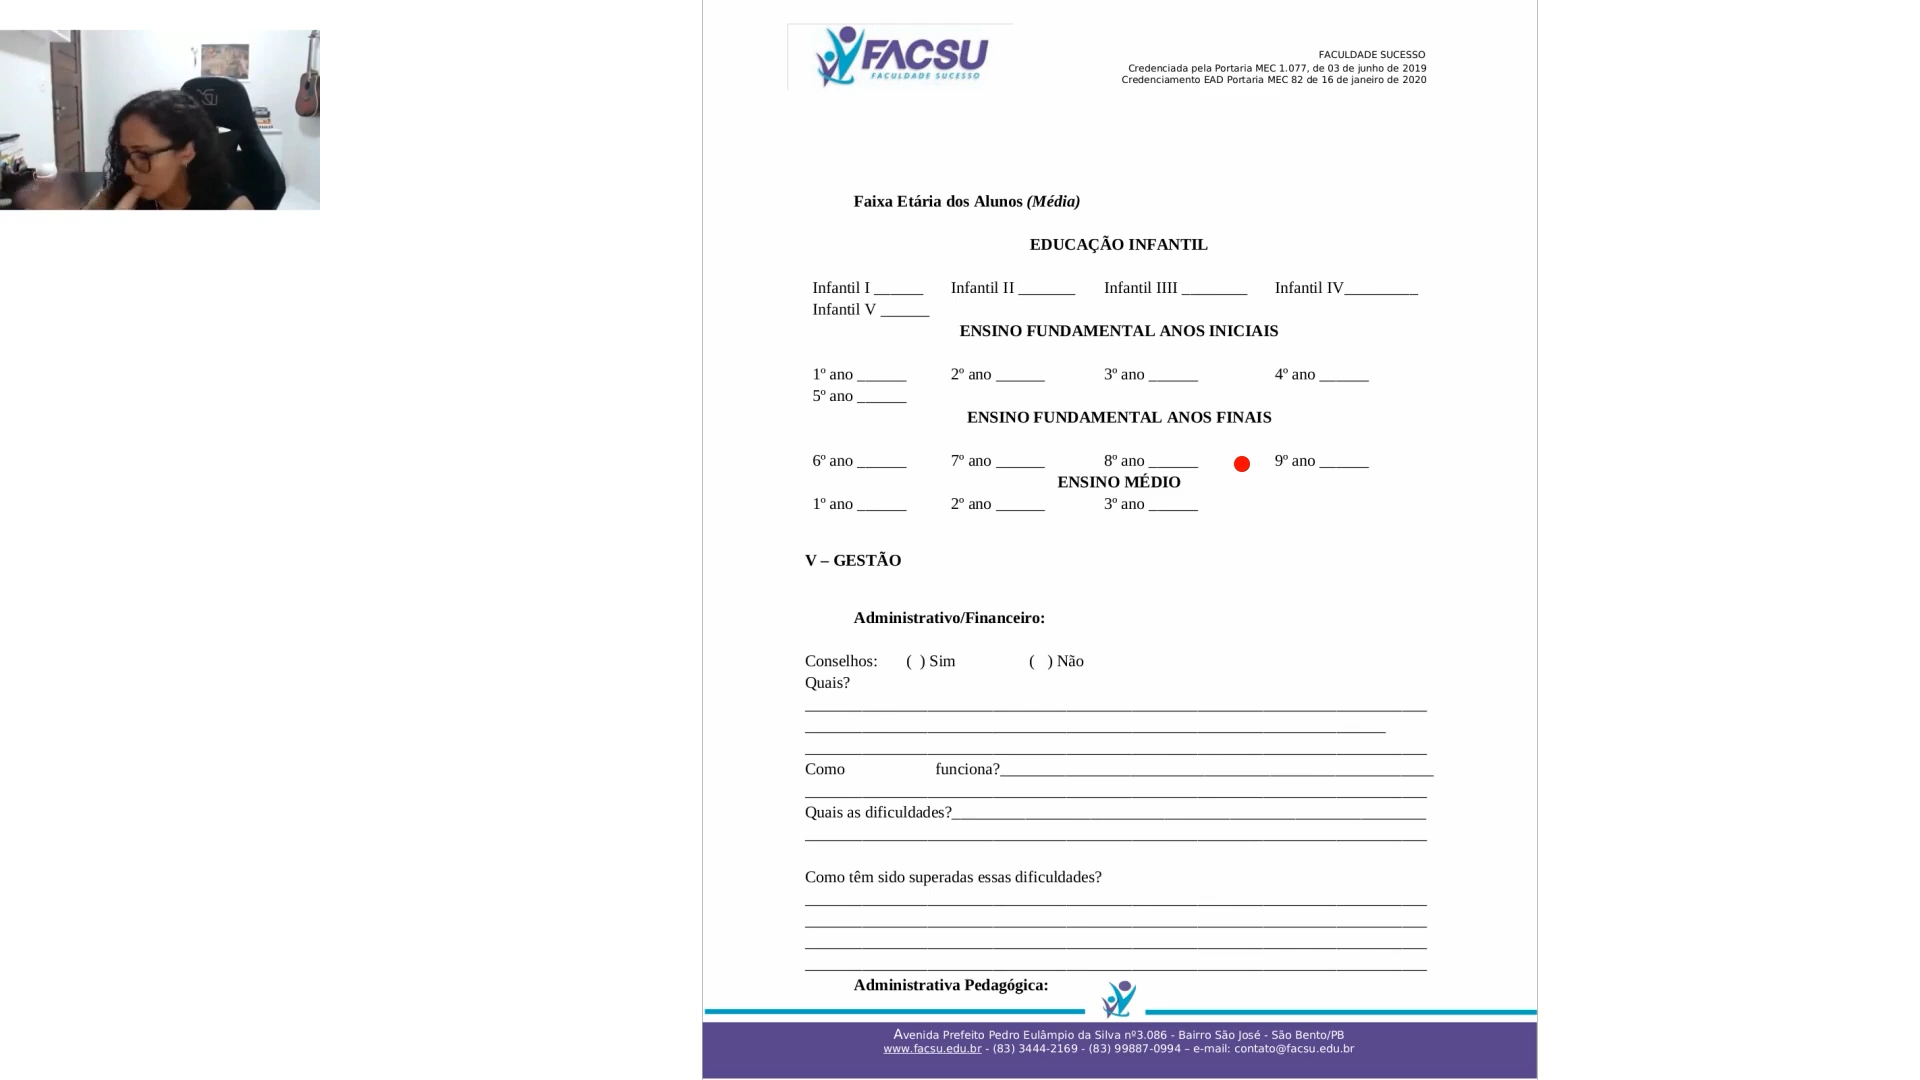 FACSU
FACULDADE SUCESSO
FACULDADE SUCESSO
Credenciada pela Portaria MEC 1.077, de 03 de junho de 2019
Credenciamento EAD Portaria MEC 82 de 16 de janeiro de 2020
Faixa Etária dos Alunos (Média)
EDUCAÇÃO INFANTIL
Infantil I ______ Infantil II _______ Infantil IIII ________ Infantil IV_________
Infantil V ______
ENSINO FUNDAMENTAL ANOS INICIAIS
1º ano ______ 2º ano ______ 3º ano ______ 4º ano ______
5º ano ______
ENSINO FUNDAMENTAL ANOS FINAIS
6º ano ______ 7º ano ______ 8º ano ______ 9º ano ______
ENSINO MÉDIO
1º ano ______ 2º ano ______ 3º ano ______
V – GESTÃO
Administrativo/Financeiro:
Conselhos: ( ) Sim ( ) Não
Quais?
Como funciona?
Quais as dificuldades?
Como têm sido superadas essas dificuldades?
Administrativa Pedagógica:
Avenida Prefeito Pedro Eulâmpio da Silva nº3.086 - Bairro São José - São Bento/PB
www.facsu.edu.br - (83) 3444-2169 - (83) 99887-0994 – e-mail: contato@facsu.edu.br